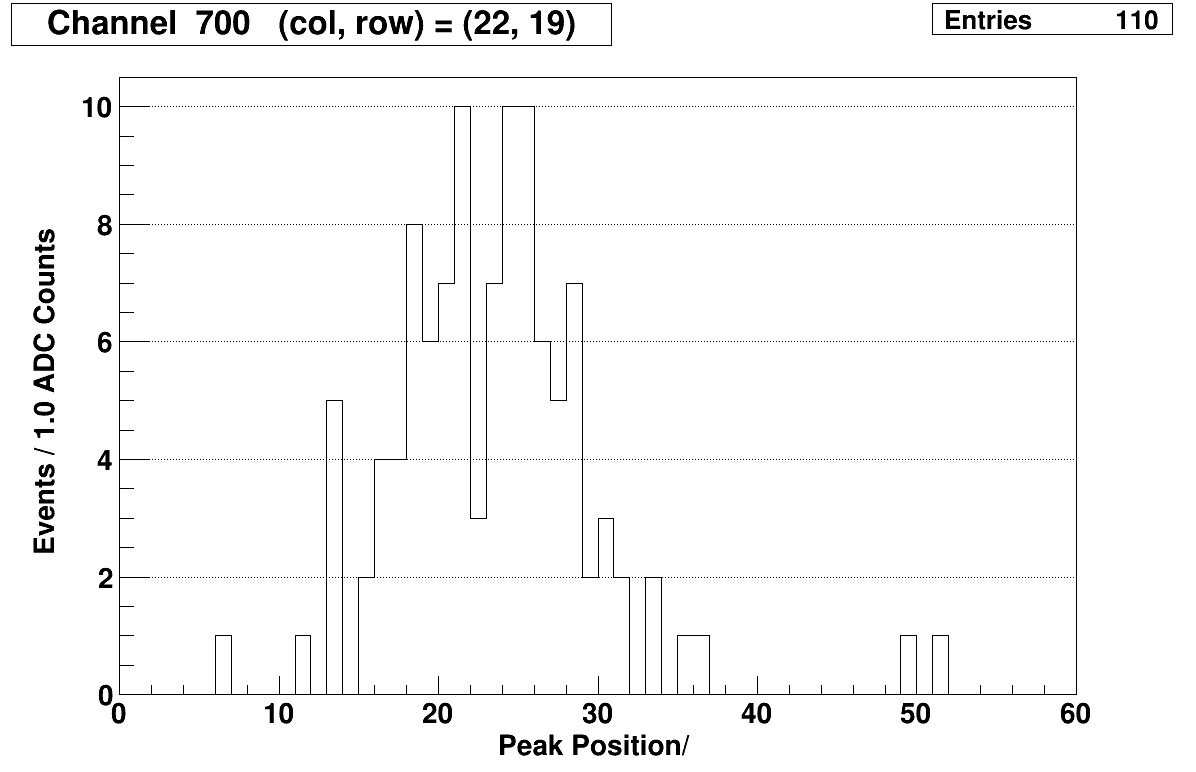 Channel 700 (col, row) = (22, 19)
Entries 110
10
8
6
4
2
0
Events / 1.0 ADC Counts
0 10 20 30 40 50 60
Peak Position/